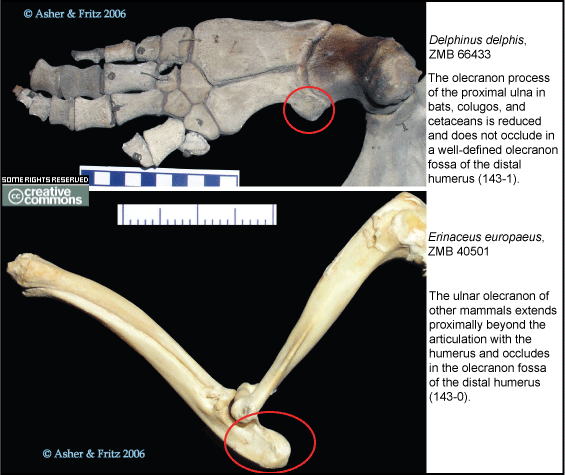 © Asher & Fritz 2006
Delphinus delphis,
ZMB 66433
The olecranon process
of the proximal ulna in
bats, colugos, and
cetaceans is reduced
and does not occlude in
a well-defined olecranon
fossa of the distal
humerus (143-1).
SOME RIGHTS RESERVED
cc creative
commons
Erinaceus europaeus,
ZMB 40501
The ulnar olecranon of
other mammals extends
proximally beyond the
articulation with the
humerus and occludes
in the olecranon fossa
of the distal humerus
(143-0).
© Asher & Fritz 2006